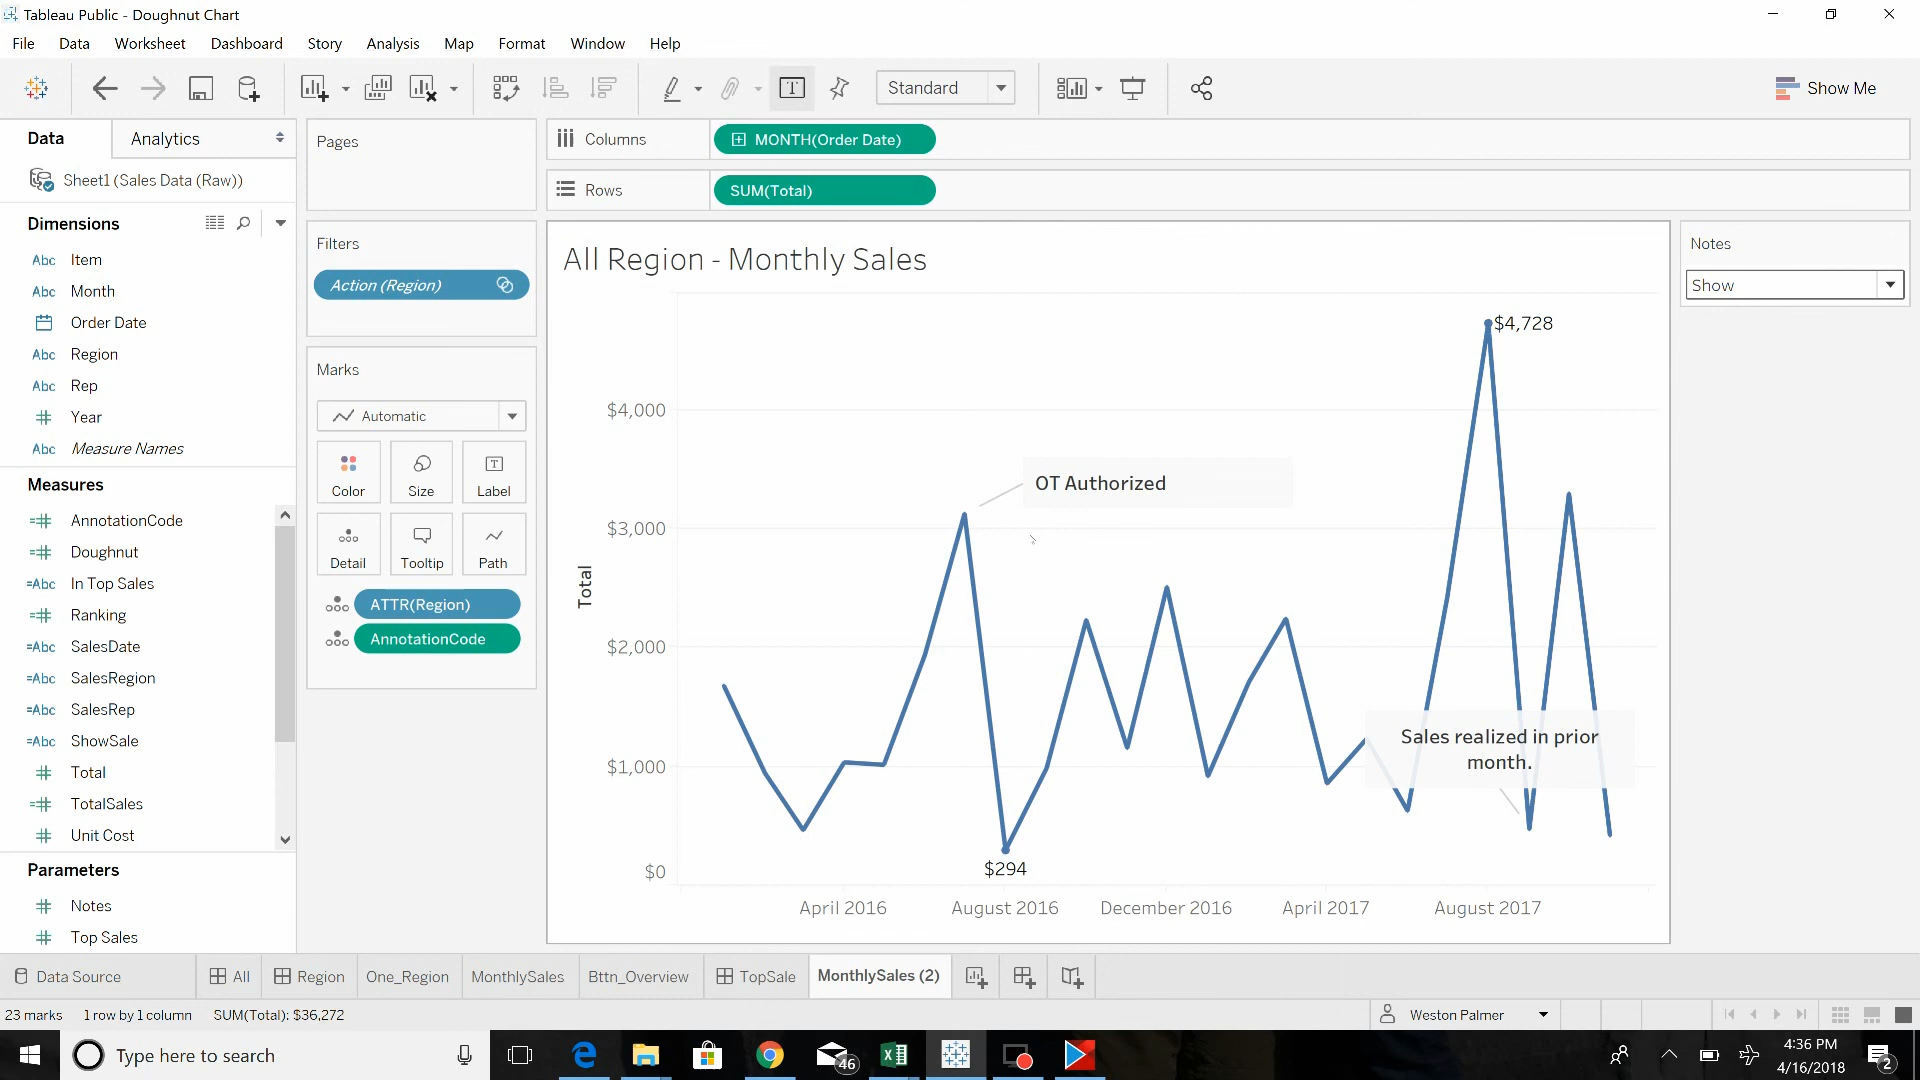 Tableau Public - Doughnut Chart
File Data Worksheet Dashboard Story Analysis Map Format Window Help
Standard
Show Me
Data
Analytics
Sheet1 (Sales Data (Raw))
Dimensions
Abc Item
Abc Month
Order Date
Abc Region
Abc Rep
# Year
Abc Measure Names
Measures
=# AnnotationCode
=# Doughnut
=Abc In Top Sales
=# Ranking
=Abc SalesDate
=Abc SalesRegion
=Abc SalesRep
=Abc ShowSale
# Total
=# TotalSales
# Unit Cost
Parameters
# Notes
# Top Sales
Pages
Filters
Action (Region)
Marks
Automatic
Color Size Label
Detail Tooltip Path
ATTR(Region)
AnnotationCode
Columns MONTH(Order Date)
Rows SUM(Total)
All Region - Monthly Sales
Total
$4,000
$3,000
$2,000
$1,000
$0
$4,728
OT Authorized
Sales realized in prior
month.
$294
April 2016 August 2016 December 2016 April 2017 August 2017
Notes
Show
Data Source All Region One_Region MonthlySales Bttn_Overview TopSale MonthlySales (2)
23 marks 1 row by 1 column SUM(Total): $36,272
Weston Palmer
Type here to search
46
4:36 PM
4/16/2018
2